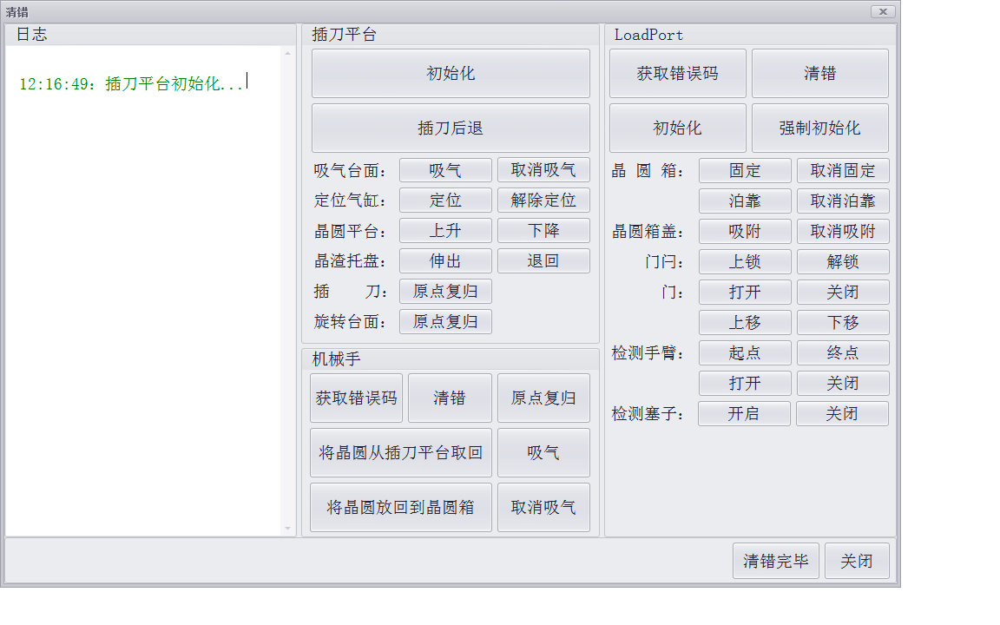 清错
日志
12:16:49: 插刀平台初始化...
插刀平台
初始化
插刀后退
吸气台面: 吸气 取消吸气
定位气缸: 定位 解除定位
晶圆平台: 上升 下降
晶渣托盘: 伸出 退回
插 刀: 原点复归
旋转台面: 原点复归
机械手
获取错误码 清错 原点复归
将晶圆从插刀平台取回 吸气
将晶圆放回到晶圆箱 取消吸气
LoadPort
获取错误码 清错
初始化 强制初始化
晶 圆 箱: 固定 取消固定
泊靠 取消泊靠
晶圆箱盖: 吸附 取消吸附
门闩: 上锁 解锁
门: 打开 关闭
上移 下移
检测手臂: 起点 终点
打开 关闭
检测塞子: 开启 关闭
清错完毕 关闭